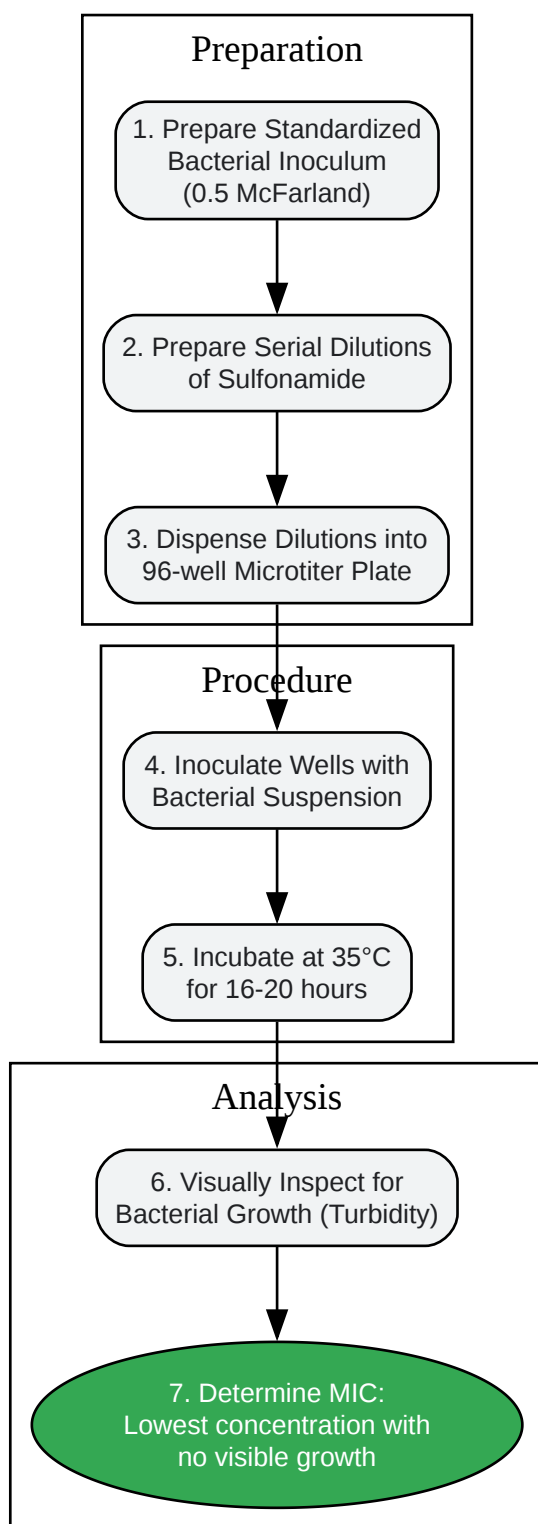 Preparation
1. Prepare Standardized
Bacterial Inoculum
(0.5 McFarland)
2. Prepare Serial Dilutions
of Sulfonamide
3. Dispense Dilutions into
96-well Microtiter Plate
Procedure
4. Inoculate Wells with
Bacterial Suspension
5. Incubate at 35°C
for 16-20 hours
Analysis
6. Visually Inspect for
Bacterial Growth (Turbidity)
7. Determine MIC:
Lowest concentration with
no visible growth